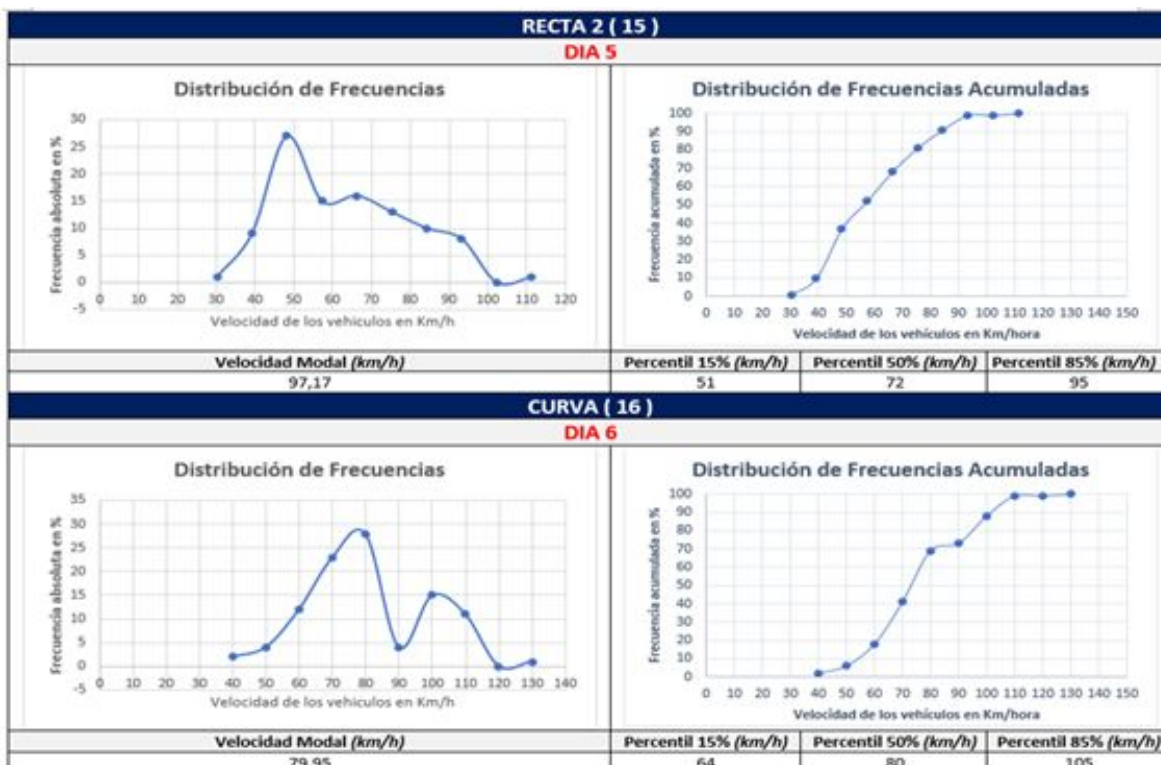 RECTA 2 ( 15 )
DIA 5
Distribución de Frecuencias
Frecuencia absoluta en %
30
25
20
15
10
5
0
-5
0 10 20 30 40 50 60 70 80 90 100 110 120
Velocidad de los vehiculos en Km/h
Distribución de Frecuencias Acumuladas
Frecuencia acumulada en %
100
90
80
70
60
50
40
30
20
10
0
0 10 20 30 40 50 60 70 80 90 100 110 120 130 140 150
Velocidad de los vehículos en Km/hora
Velocidad Modal (km/h) Percentil 15% (km/h) Percentil 50% (km/h) Percentil 85% (km/h)
97,17 51 72 95
CURVA ( 16 )
DIA 6
Distribución de Frecuencias
Frecuencia absoluta en %
35
30
25
20
15
10
5
0
-5
0 10 20 30 40 50 60 70 80 90 100 110 120 130 140
Velocidad de los vehiculos en Km/h
Distribución de Frecuencias Acumuladas
Frecuencia acumulada en %
100
90
80
70
60
50
40
30
20
10
0
0 10 20 30 40 50 60 70 80 90 100 110 120 130 140 150
Velocidad de los vehículos en Km/hora
Velocidad Modal (km/h) Percentil 15% (km/h) Percentil 50% (km/h) Percentil 85% (km/h)
79,95 64 80 105